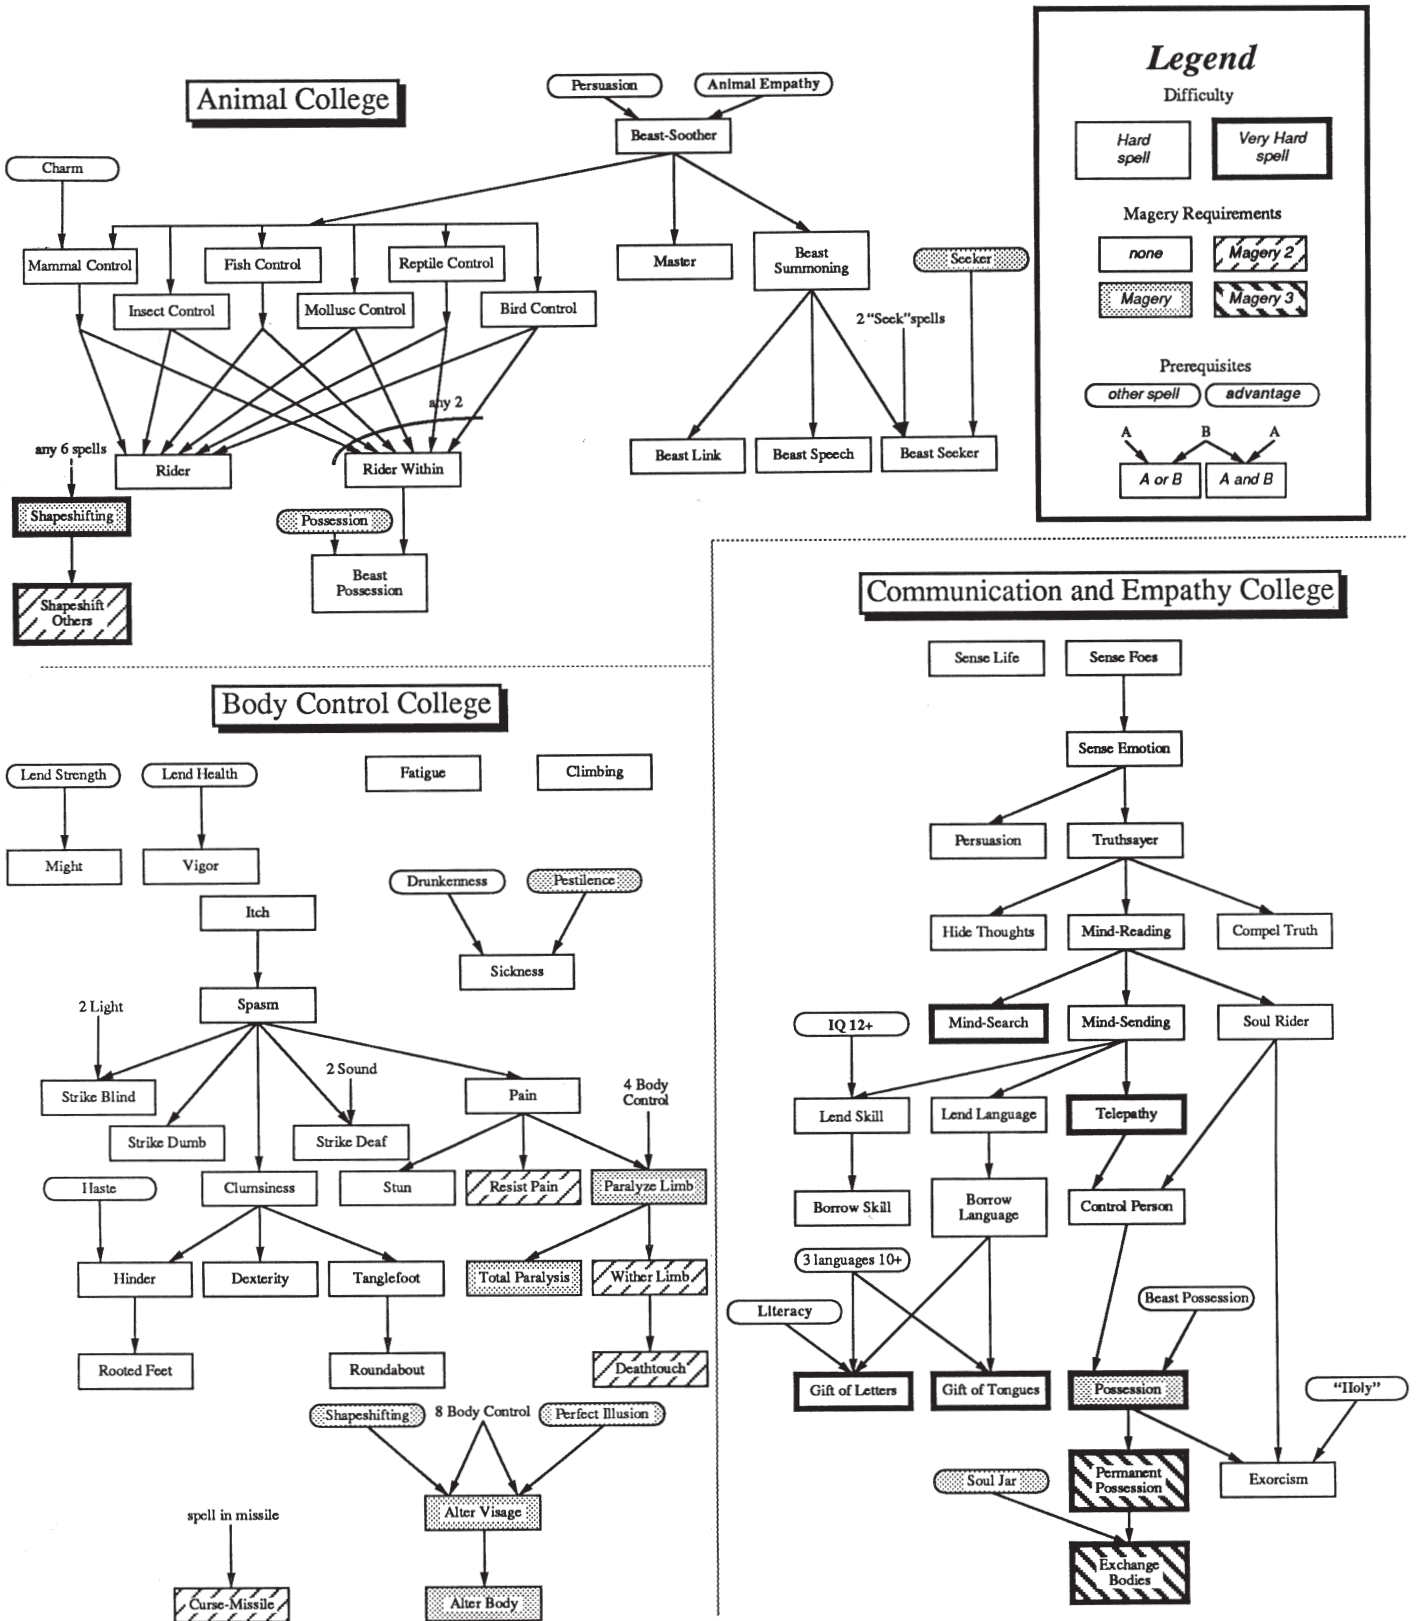 Animal College
Persuasion
Animal Empathy
Beast-Soother
Charm
Mammal Control
Fish Control
Reptile Control
Insect Control
Mollusc Control
Bird Control
Master
Beast
Summoning
Seeker
2 "Seek"spells
any 2
any 6 spells
Rider
Rider Within
Beast Link
Beast Speech
Beast Seeker
Shapeshifting
Possession
Beast
Possession
Shapeshift
Others
Legend
Difficulty
Hard
spell
Very Hard
spell
Magery Requirements
none
Magery 2
Magery
Magery 3
Prerequisites
other spell
advantage
A
B
A
A or B
A and B
Body Control College
Lend Strength
Lend Health
Fatigue
Climbing
Might
Vigor
Drunkenness
Pestilence
Itch
Sickness
Spasm
2 Light
2 Sound
4 Body
Control
Strike Blind
Pain
Strike Dumb
Strike Deaf
Haste
Clumsiness
Stun
Resist Pain
Paralyze Limb
Hinder
Dexterity
Tanglefoot
Total Paralysis
Wither Limb
Rooted Feet
Roundabout
Deathtouch
Shapeshifting
8 Body Control
Perfect Illusion
Alter Visage
spell in missile
Curse-Missile
Alter Body
Communication and Empathy College
Sense Life
Sense Foes
Sense Emotion
Persuasion
Truthsayer
Hide Thoughts
Mind-Reading
Compel Truth
IQ 12+
Mind-Search
Mind-Sending
Soul Rider
Lend Skill
Lend Language
Telepathy
Borrow Skill
Borrow
Language
Control Person
3 languages 10+
Literacy
Beast Possession
Gift of Letters
Gift of Tongues
Possession
"Holy"
Soul Jar
Permanent
Possession
Exorcism
Exchange
Bodies